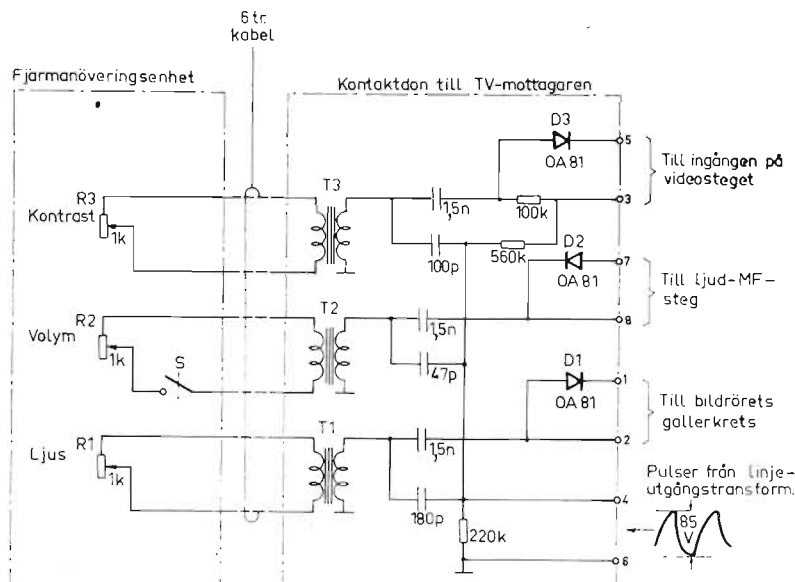 6 tr.
kabel
Fjärmanöveringsenhet
Kontaktdon till TV-mottagaren
D3
OA 81
5
Till ingången på
videosteget
R3
Kontrast
1k
T3
1,5n
100k
3
100p
560k
D2
OA 81
7
Till ljud-MF-
steg
R2
Volym
1k
S
T2
1,5n
8
47p
D1
OA 81
1
Till bildrörets
gallerkrets
R1
Ljus
1k
T1
1,5n
2
Pulser från linje-
utgångstransform.
180p
4
85
V
220k
6